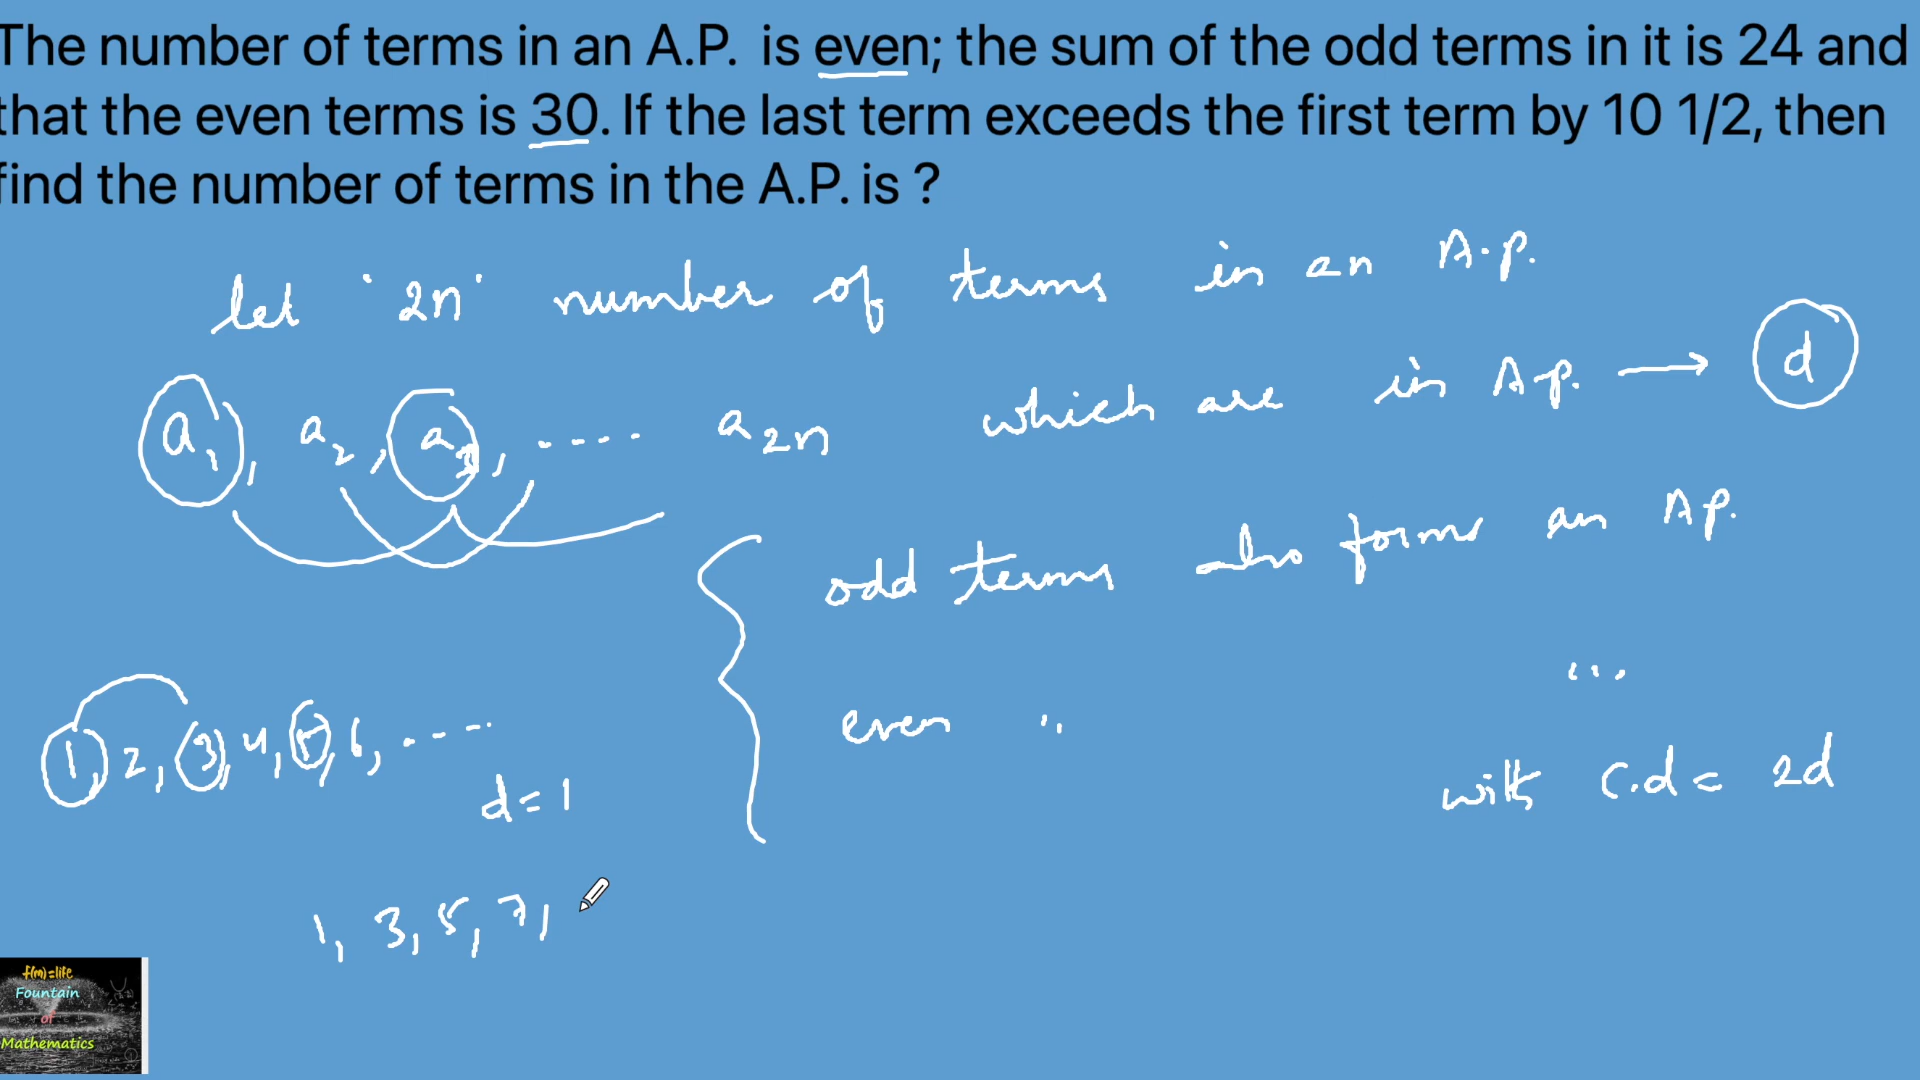 The number of terms in an A.P. is even; the sum of the odd terms in it is 24 and
that the even terms is 30. If the last term exceeds the first term by 10 1/2, then
find the number of terms in the A.P. is ?
let '2n' number of terms in an A.P.
a1, a2, a3, ---- a2n which are in A.P. → d
odd terms also forms an A.P.
even " "
with C.d = 2d
1, 2, 3, 4, 5, 6, ----
d = 1
1, 3, 5, 7,
f(m)=life
Fountain
of
Mathematics